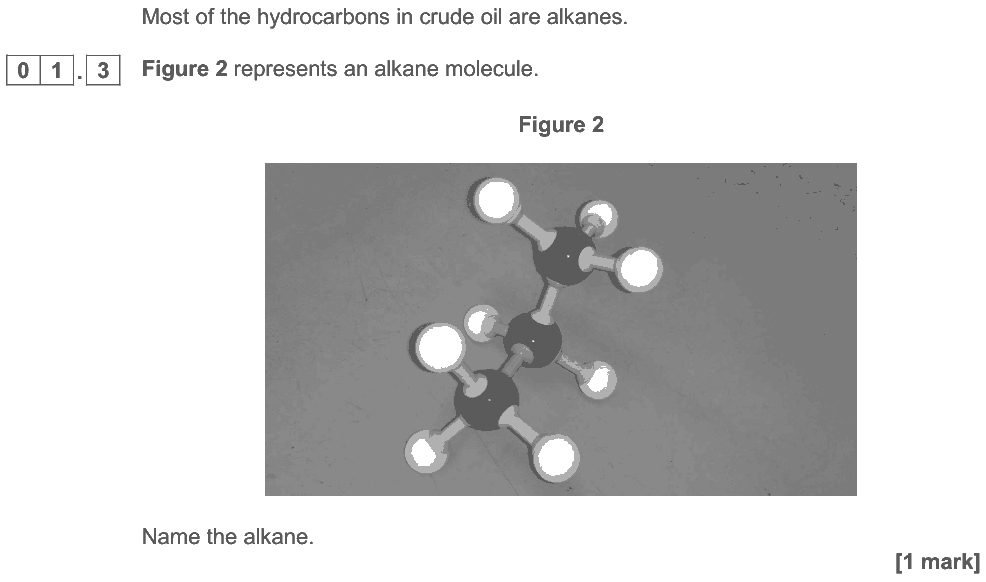 Most of the hydrocarbons in crude oil are alkanes.
0 1 . 3 Figure 2 represents an alkane molecule.
Figure 2
Name the alkane.
[1 mark]